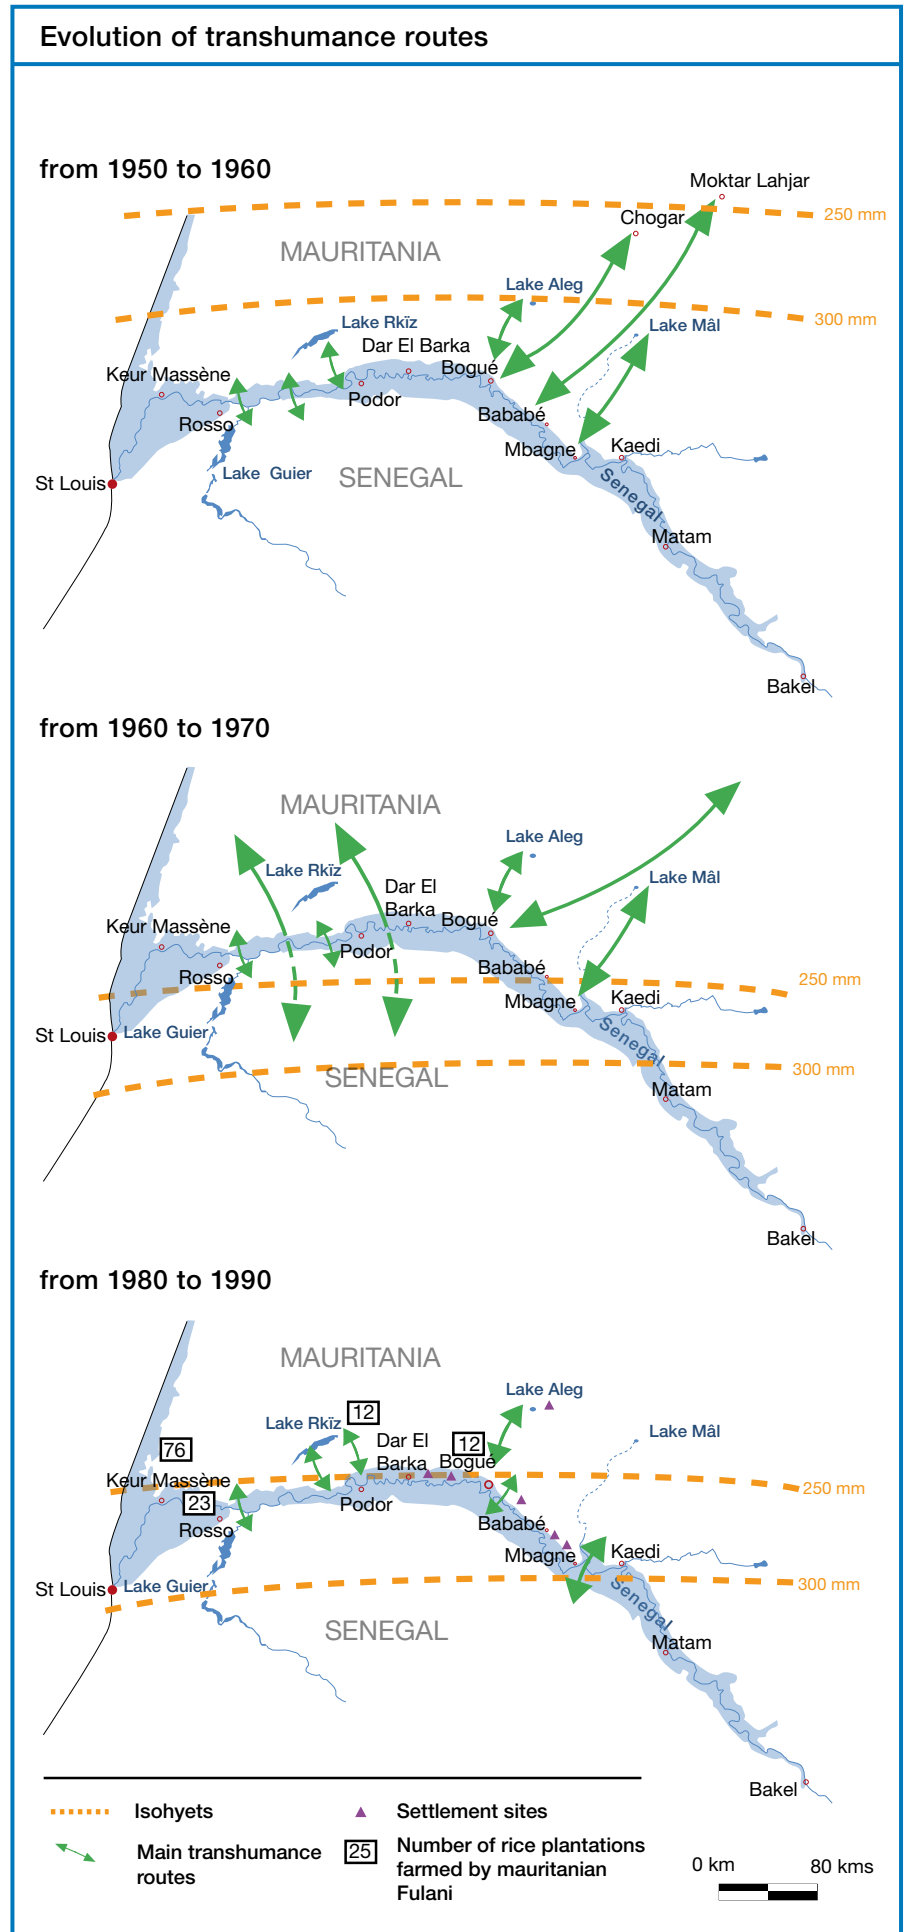 Evolution of transhumance routes
from 1950 to 1960
Moktar Lahjar
Chogar
250 mm
MAURITANIA
Lake Aleg
300 mm
Lake Rkïz
Lake Mâl
Dar El Barka
Keur Massène
Bogué
Podor
Rosso
Bababé
Mbagne
Kaedi
Lake Guier
SENEGAL
St Louis
Senegal
Matam
Bakel
from 1960 to 1970
MAURITANIA
Lake Aleg
Lake Rkïz
Lake Mâl
Dar El
Barka
Keur Massène
Bogué
Podor
Rosso
Bababé
250 mm
Mbagne
Kaedi
St Louis
Lake Guier
Senegal
SENEGAL
300 mm
Matam
Bakel
from 1980 to 1990
MAURITANIA
Lake Aleg
12
Lake Rkïz
Lake Mâl
76
Dar El
Barka
12
Bogué
Keur Massène
250 mm
23
Podor
Rosso
Bababé
Mbagne
Kaedi
St Louis
Lake Guier
300 mm
Senegal
SENEGAL
Matam
Bakel
Isohyets
Settlement sites
Main transhumance
routes
25
Number of rice plantations
farmed by mauritanian
Fulani
0 km
80 kms